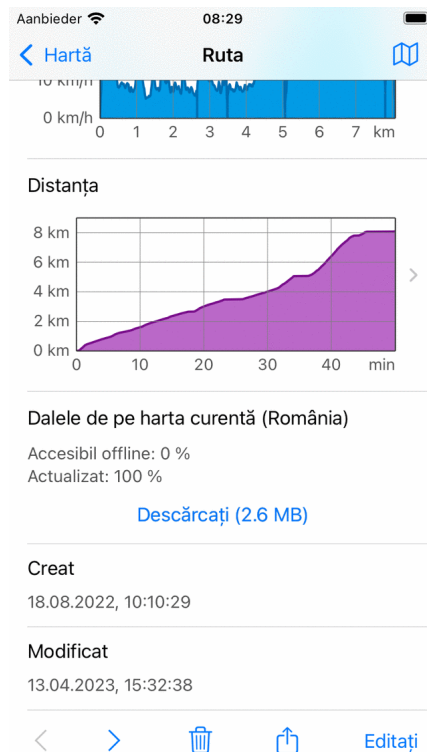 Aanbieder 08:29
Hartă Ruta
10 km/h
0 km/h
0 1 2 3 4 5 6 7 km
Distanța
8 km
6 km
4 km
2 km
0 km
0 10 20 30 40 min
Dalele de pe harta curentă (România)
Accesibil offline: 0 %
Actualizat: 100 %
Descărcați (2.6 MB)
Creat
18.08.2022, 10:10:29
Modificat
13.04.2023, 15:32:38
Editați